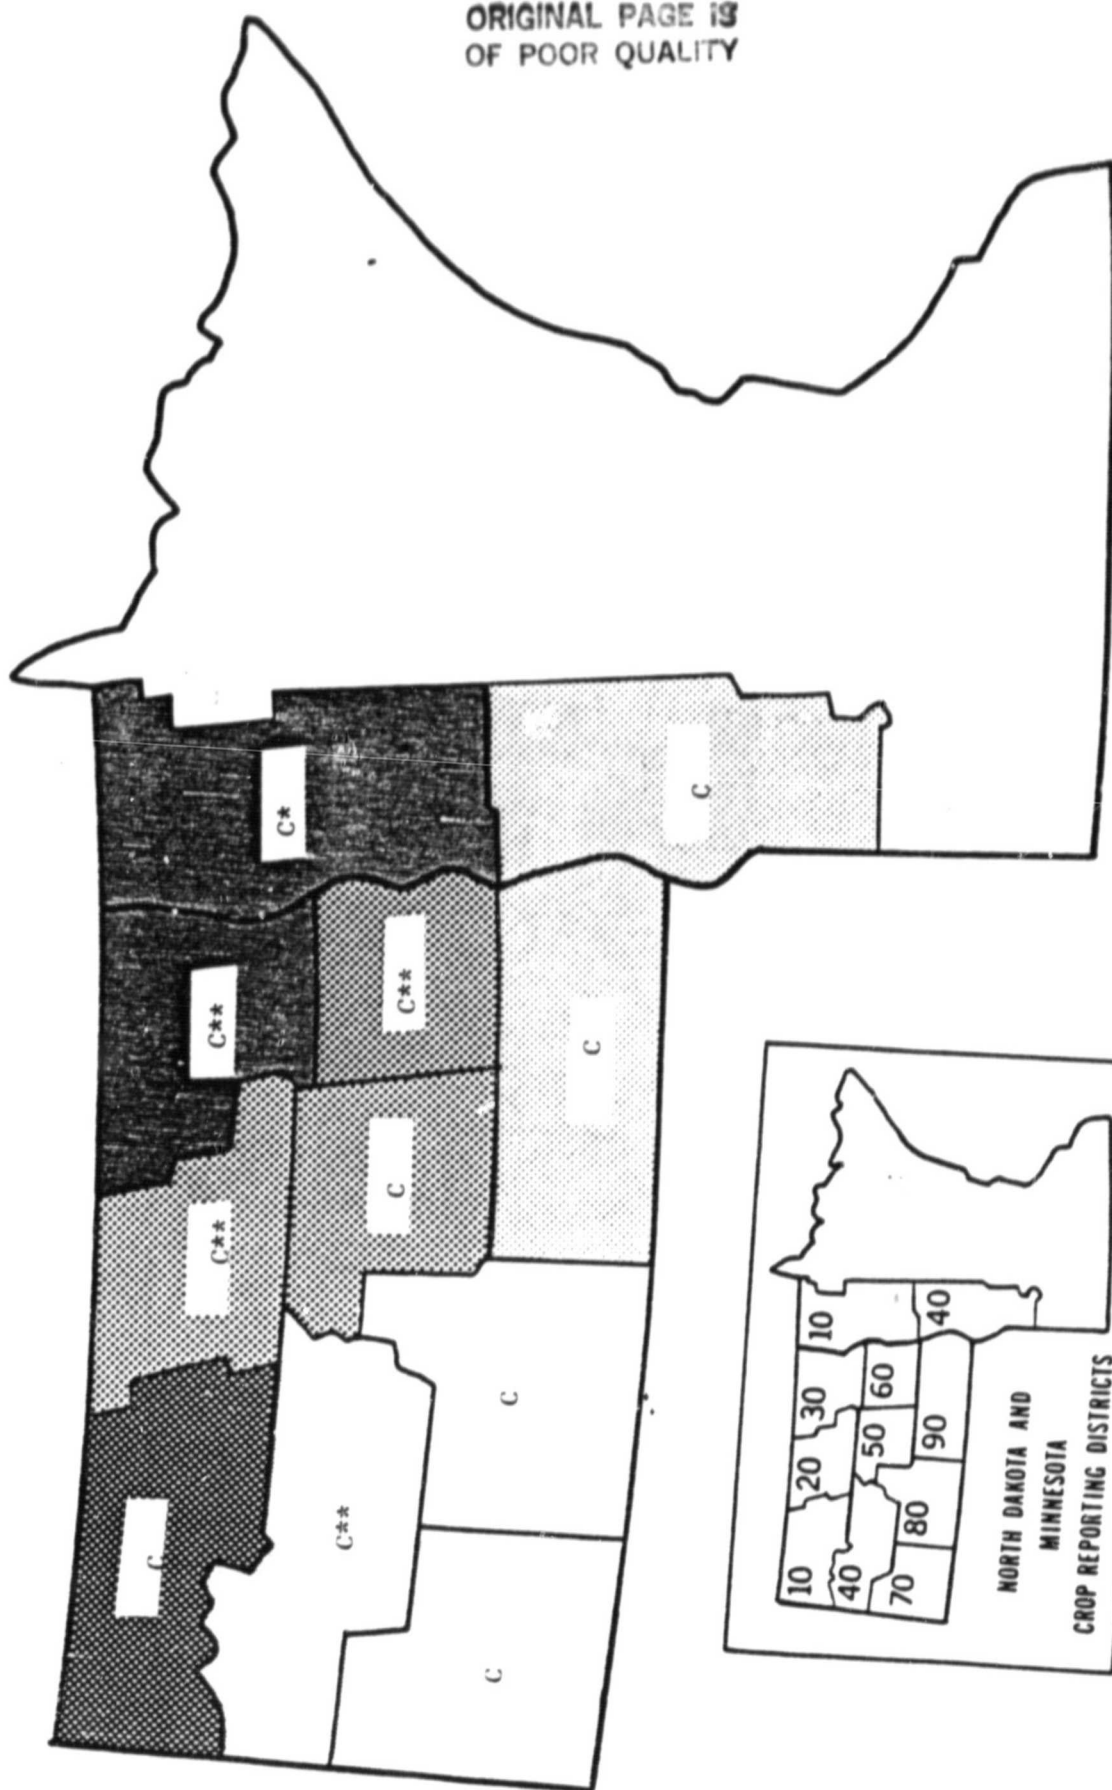 ORIGINAL PAGE IS
OF POOR QUALITY
C
C**
C**
C*
C**
C
C**
C
C
C
C
10
20
30
10
40
50
60
40
70
80
90
NORTH DAKOTA AND
MINNESOTA
CROP REPORTING DISTRICTS